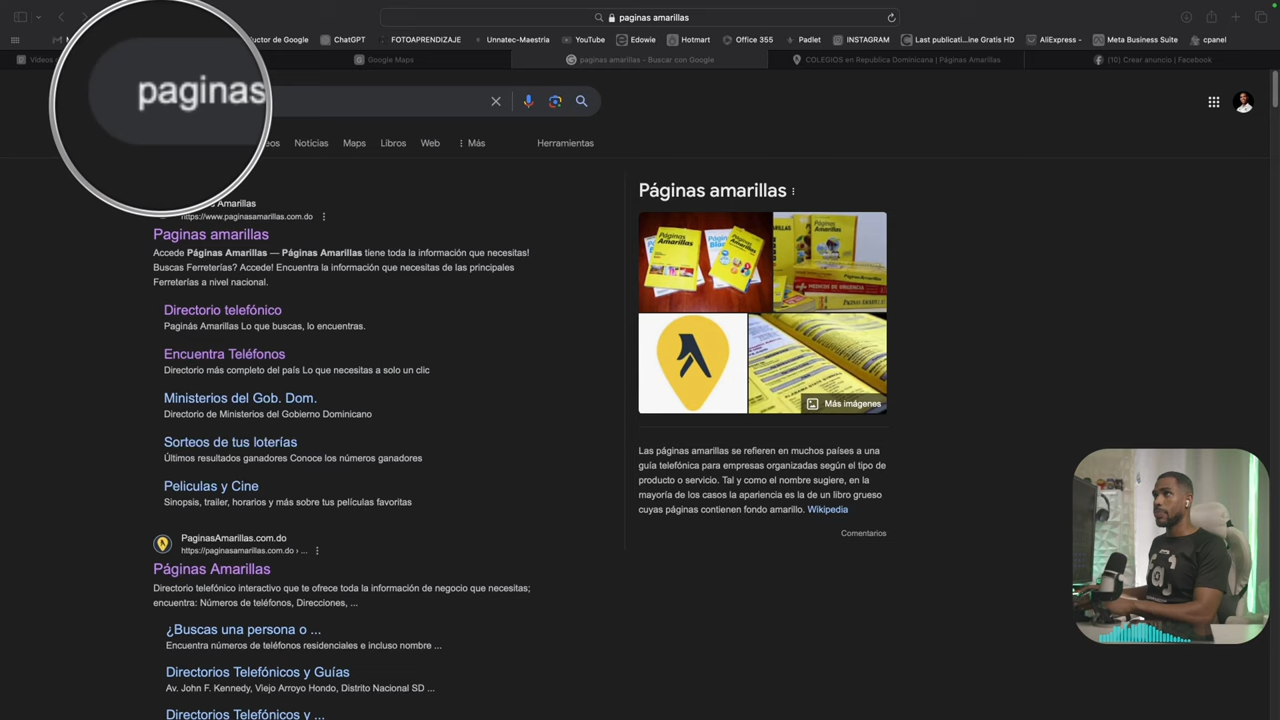 paginas amarillas
ductor de Google
ChatGPT
FOTOAPRENDIZAJE
Unnatec-Maestria
YouTube
Edowie
Hotmart
Office 355
Padlet
INSTAGRAM
Last publicati...ine Gratis HD
AliExpress
Meta Business Suite
cpanel
Google Maps
paginas amarillas - Buscar con Google
COLEGIOS en Republica Dominicana | Páginas Amarillas
(10) Crear anuncio | Facebook
paginas
Noticias
Maps
Libros
Web
Más
Herramientas
Amarillas
https://www.paginasamarillas.com.do
Paginas amarillas
Accede Páginas Amarillas — Páginas Amarillas tiene toda la información que necesitas!
Buscas Ferreterías? Accede! Encuentra la información que necesitas de las principales
Ferreterías a nivel nacional.
Directorio telefónico
Paginás Amarillas Lo que buscas, lo encuentras.
Encuentra Teléfonos
Directorio más completo del país Lo que necesitas a solo un clic
Ministerios del Gob. Dom.
Directorio de Ministerios del Gobierno Dominicano
Sorteos de tus loterías
Últimos resultados ganadores Conoce los números ganadores
Peliculas y Cine
Sinopsis, trailer, horarios y más sobre tus películas favoritas
PaginasAmarillas.com.do
https://paginasamarillas.com.do › ...
Páginas Amarillas
Directorio telefónico interactivo que te ofrece toda la información de negocio que necesitas;
encuentra: Números de teléfonos, Direcciones, ...
¿Buscas una persona o ...
Encuentra números de teléfonos residenciales e incluso nombre ...
Directorios Telefónicos y Guías
Av. John F. Kennedy, Viejo Arroyo Hondo, Distrito Nacional SD ...
Directorios Telefónicos y ...
Páginas amarillas
Más imágenes
Las páginas amarillas se refieren en muchos países a una
guía telefónica para empresas organizadas según el tipo de
producto o servicio. Tal y como el nombre sugiere, en la
mayoría de los casos la apariencia es la de un libro grueso
cuyas páginas contienen fondo amarillo. Wikipedia
Comentarios